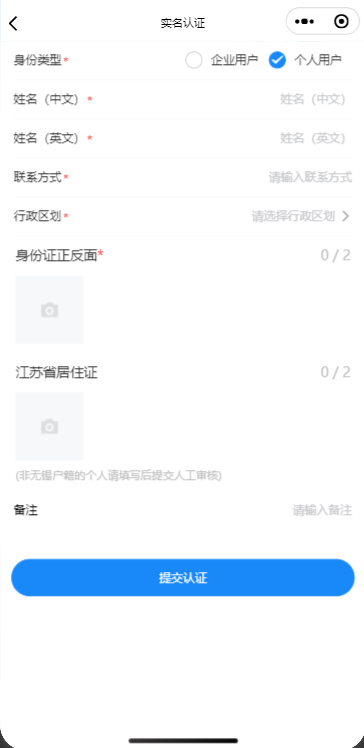 实名认证
身份类型* 企业用户 个人用户
姓名（中文）* 姓名（中文）
姓名（英文）* 姓名（英文）
联系方式* 请输入联系方式
行政区划* 请选择行政区划
身份证正反面* 0 / 2
江苏省居住证 0 / 2
(非无锡户籍的个人请填写后提交人工审核)
备注 请输入备注
提交认证